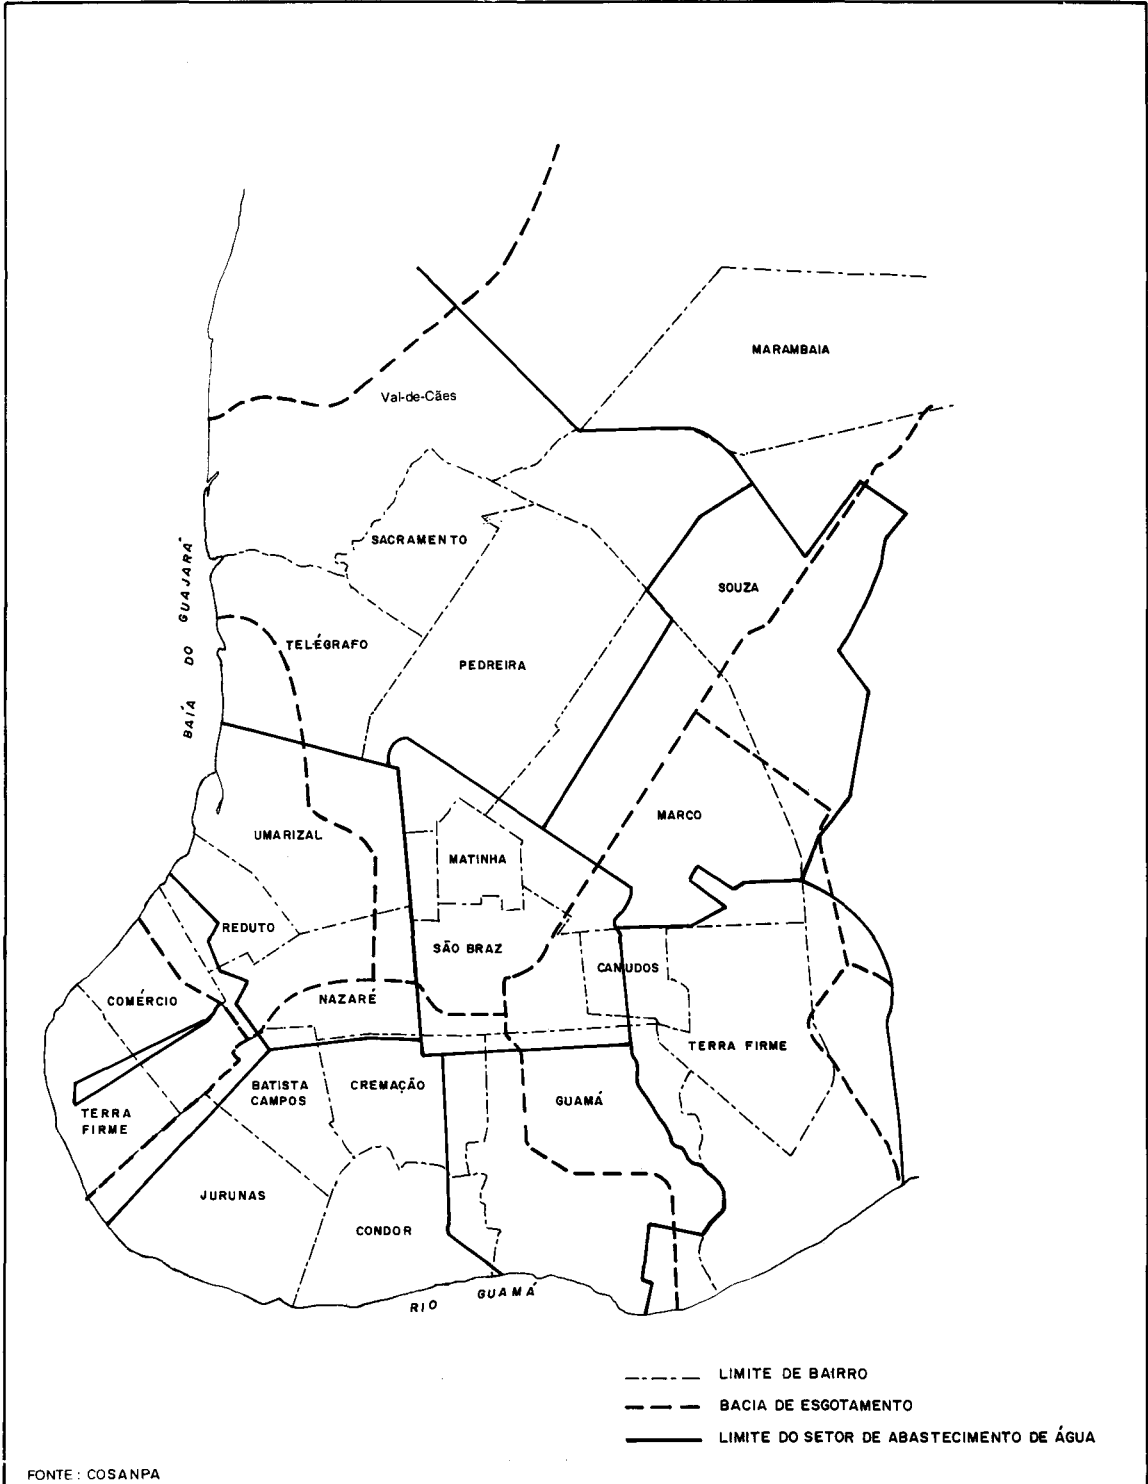 MARAMBAIA
Val-de-Cães
SACRAMENTO
BAÍA DO GUAJARÁ
SOUZA
TELÉGRAFO
PEDREIRA
MARCO
UMARIZAL
MATINHA
REDUTO
SÃO BRAZ
CANUDOS
COMÉRCIO
NAZARÉ
TERRA FIRME
BATISTA
CAMPOS
CREMAÇÃO
GUAMÁ
TERRA
FIRME
JURUNAS
CONDOR
RIO GUAMÁ
LIMITE DE BAIRRO
BACIA DE ESGOTAMENTO
LIMITE DO SETOR DE ABASTECIMENTO DE ÁGUA
FONTE: COSANPA